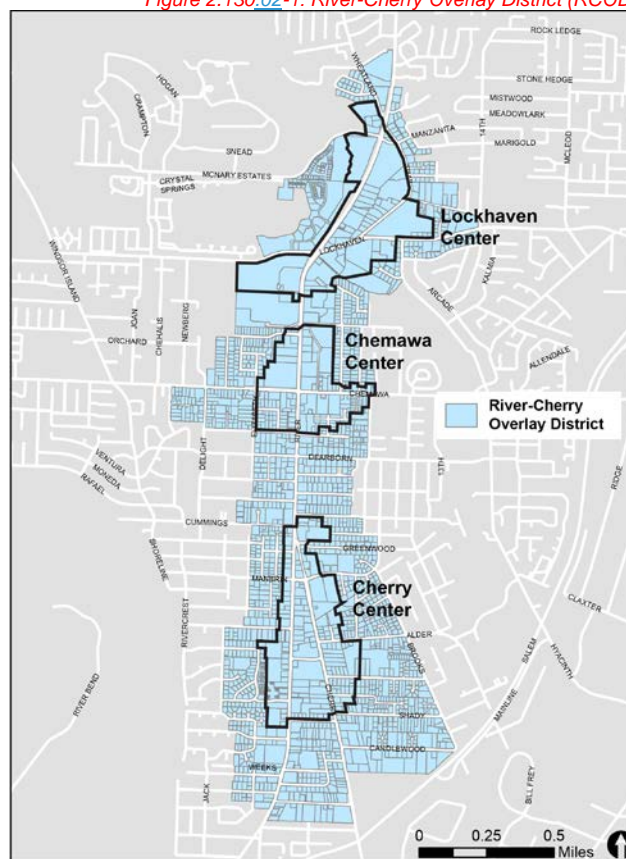 Figure 2.130.02-1. River-Cherry Overlay District (RCOD
ROCK LEDGE
WHEATLAND
HOGAN
STONE HEDGE
CRAMPTON
MISTWOOD
14TH
MEADOWLARK
MANZANITA
MCLEOD
SNEAD
MARIGOLD
CRYSTAL
SPRINGS
MCNARY ESTATES
Lockhaven
Center
LOCKHAVEN
WINDSOR ISLAND
KALMIA
ARCADE
JOAN
CHEHALIS
NEWBERG
ORCHARD
Chemawa
Center
ALLENDALE
CHEMAWA
River-Cherry
Overlay District
RIVER
DELIGHT
DEARBORN
13TH
RIDGE
VENTURA
MONEDA
RAFAEL
CUMMINGS
SHORELINE
GREENWOOD
Cherry
Center
CLAXTER
RIVERCREST
ALDER
BROOKS
SALEM
HYACINTH
RIVER BEND
MAINLINE
SHADY
CANDLEWOOD
WEEKS
JACK
BILL FREY
0 0.25 0.5
Miles